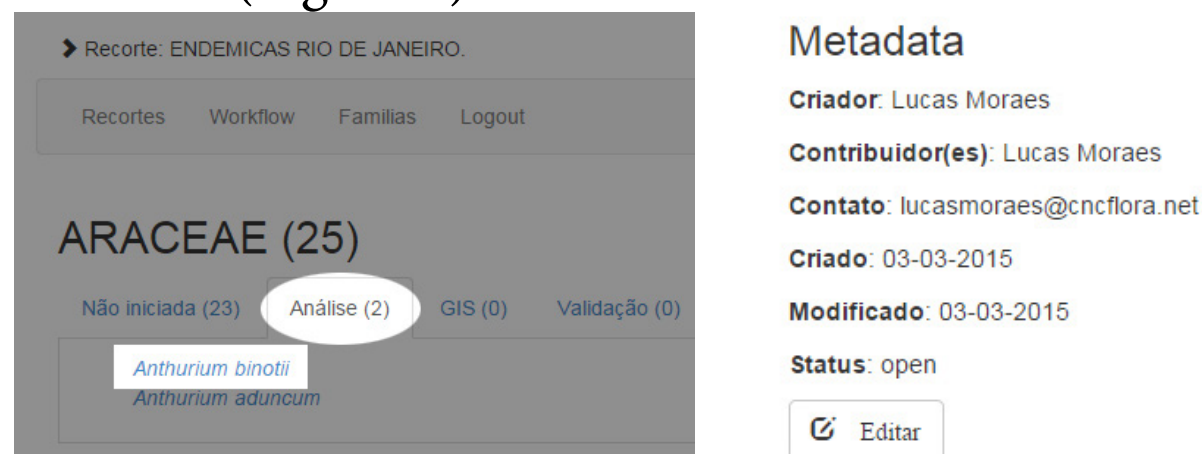 Recorte: ENDEMICAS RIO DE JANEIRO.
Recortes Workflow Familias Logout
ARACEAE (25)
Não iniciada (23) Análise (2) GIS (0) Validação (0)
Anthurium binotii
Anthurium aduncum
Metadata
Criador: Lucas Moraes
Contribuidor(es): Lucas Moraes
Contato: lucasmoraes@cncflora.net
Criado: 03-03-2015
Modificado: 03-03-2015
Status: open
Editar